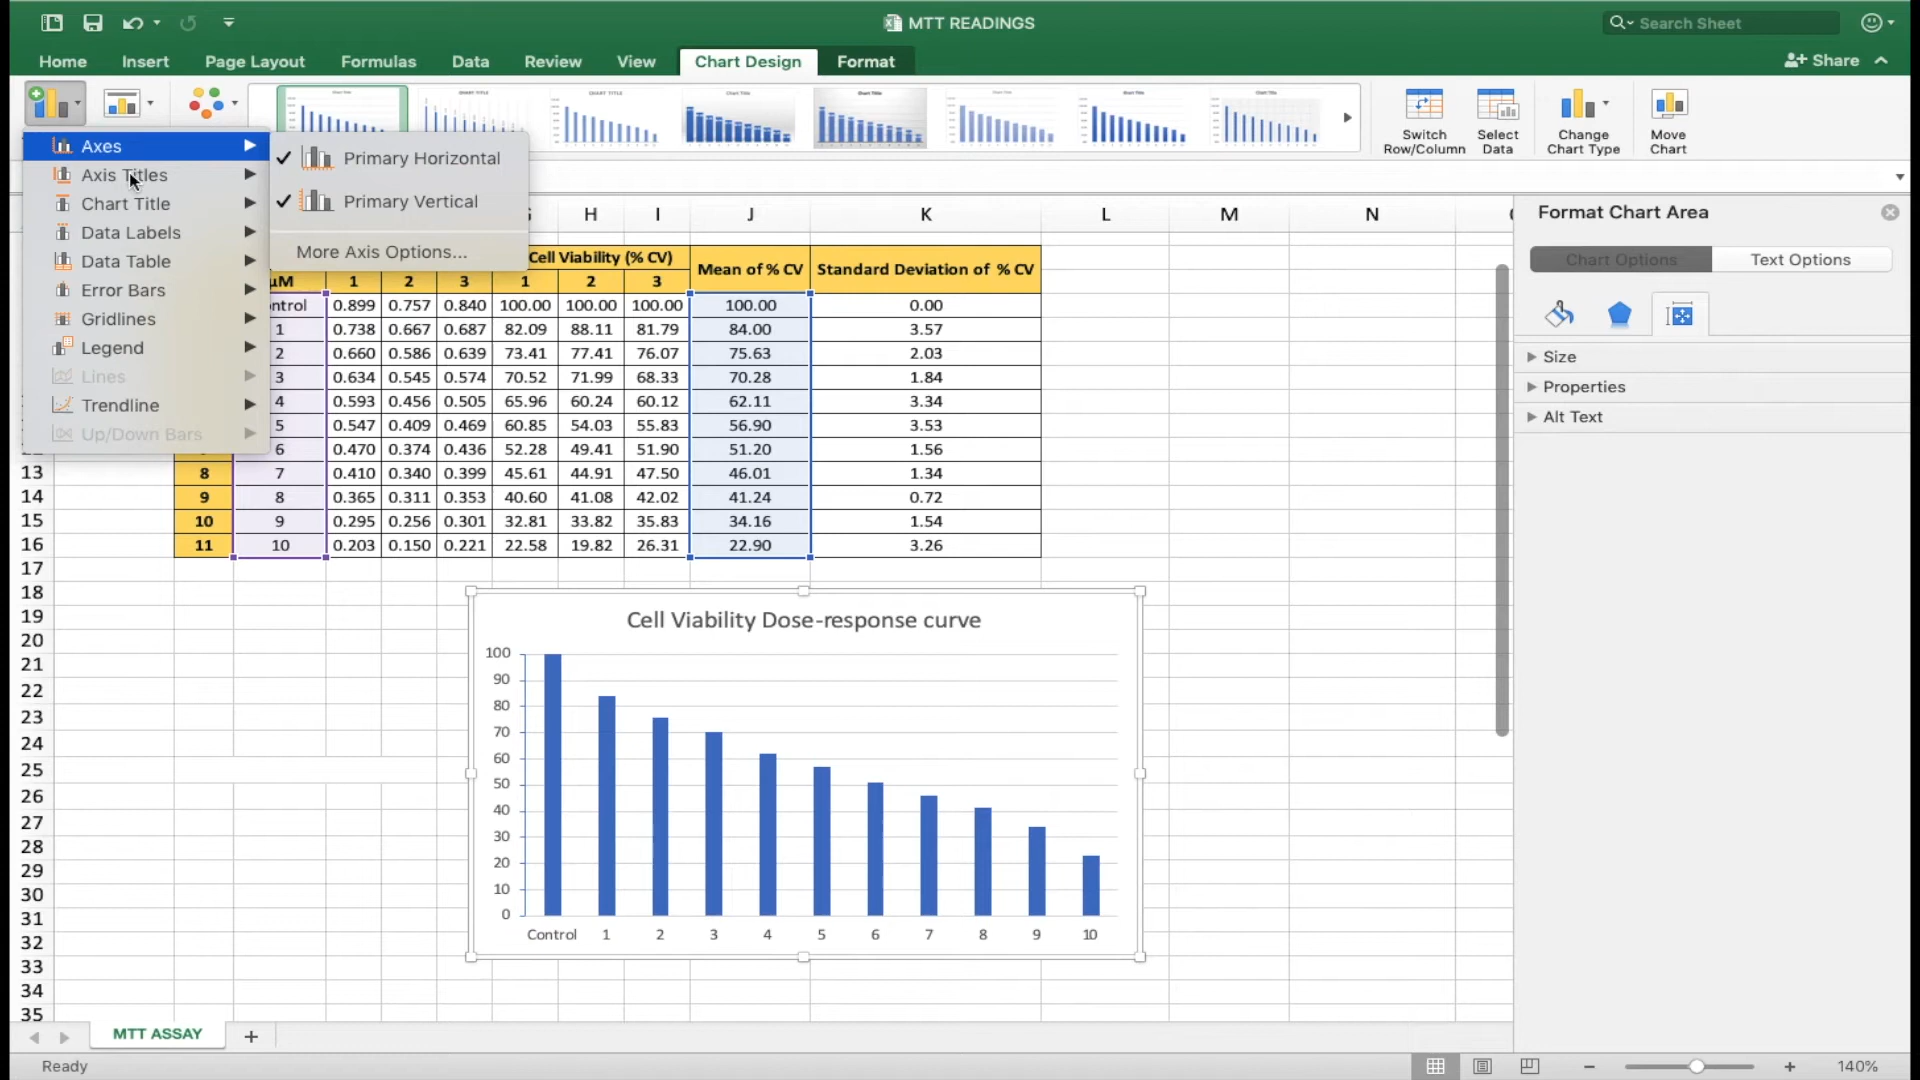 MTT READINGS
Search Sheet
Home Insert Page Layout Formulas Data Review View Chart Design Format
Share
Switch Row/Column
Select Data
Change Chart Type
Move Chart
Axes
Axis Titles
Chart Title
Data Labels
Data Table
Error Bars
Gridlines
Legend
Lines
Trendline
Up/Down Bars
Primary Horizontal
Primary Vertical
More Axis Options...
H I J K L M N
Cell Viability (% CV) Mean of % CV Standard Deviation of % CV
µM 1 2 3 1 2 3
ntrol 0.899 0.757 0.840 100.00 100.00 100.00 100.00 0.00
1 0.738 0.667 0.687 82.09 88.11 81.79 84.00 3.57
2 0.660 0.586 0.639 73.41 77.41 76.07 75.63 2.03
3 0.634 0.545 0.574 70.52 71.99 68.33 70.28 1.84
4 0.593 0.456 0.505 65.96 60.24 60.12 62.11 3.34
5 0.547 0.409 0.469 60.85 54.03 55.83 56.90 3.53
6 0.470 0.374 0.436 52.28 49.41 51.90 51.20 1.56
13 8 7 0.410 0.340 0.399 45.61 44.91 47.50 46.01 1.34
14 9 8 0.365 0.311 0.353 40.60 41.08 42.02 41.24 0.72
15 10 9 0.295 0.256 0.301 32.81 33.82 35.83 34.16 1.54
16 11 10 0.203 0.150 0.221 22.58 19.82 26.31 22.90 3.26
17
18
19
20
21
22
23
24
25
26
27
28
29
30
31
32
33
34
35
Cell Viability Dose-response curve
100
90
80
70
60
50
40
30
20
10
0
Control 1 2 3 4 5 6 7 8 9 10
Format Chart Area
Chart Options Text Options
Size
Properties
Alt Text
MTT ASSAY
Ready
140%